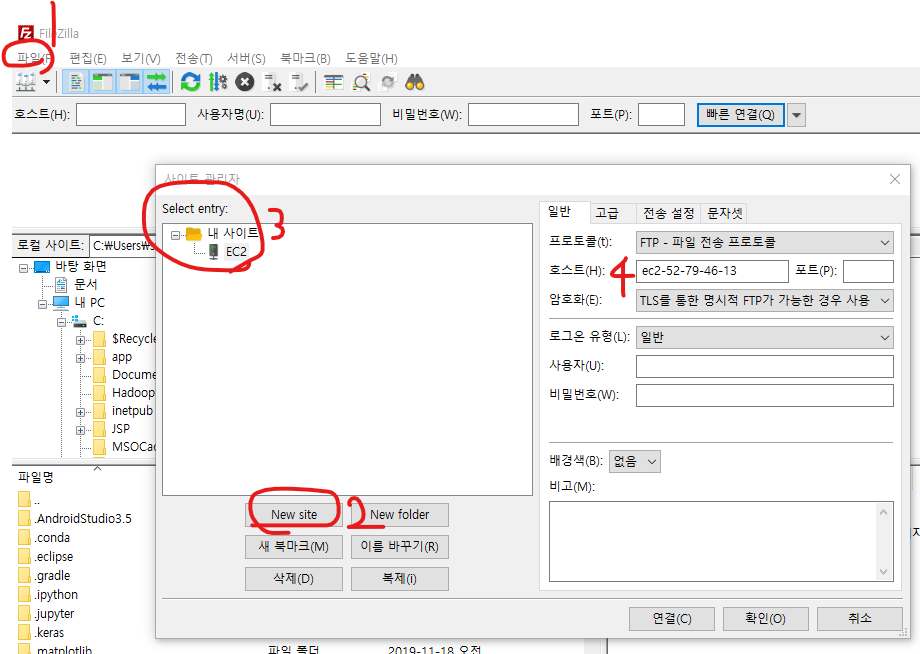 1
FileZilla
파일(F) 편집(E) 보기(V) 전송(T) 서버(S) 북마크(B) 도움말(H)
호스트(H): 사용자명(U): 비밀번호(W): 포트(P): 빠른 연결(Q)
사이트 관리자
Select entry:
3
내 사이트
EC2
일반 고급 전송 설정 문자셋
프로토콜(t): FTP - 파일 전송 프로토콜
호스트(H): 4 ec2-52-79-46-13 포트(P):
암호화(E): TLS를 통한 명시적 FTP가 가능한 경우 사용
로그온 유형(L): 일반
사용자(U):
비밀번호(W):
배경색(B): 없음
비고(M):
New site 2 New folder
새 북마크(M) 이름 바꾸기(R)
삭제(D) 복제(i)
연결(C) 확인(O) 취소
로컬 사이트: C:₩Users₩
바탕 화면
문서
내 PC
C:
$Recycle
app
Docume
Hadoop
inetpub
JSP
MSOCac
파일명
..
.AndroidStudio3.5
.conda
.eclipse
.gradle
.ipython
.jupyter
.keras
.matplotlib 파일 폴더 2019-11-18 오전